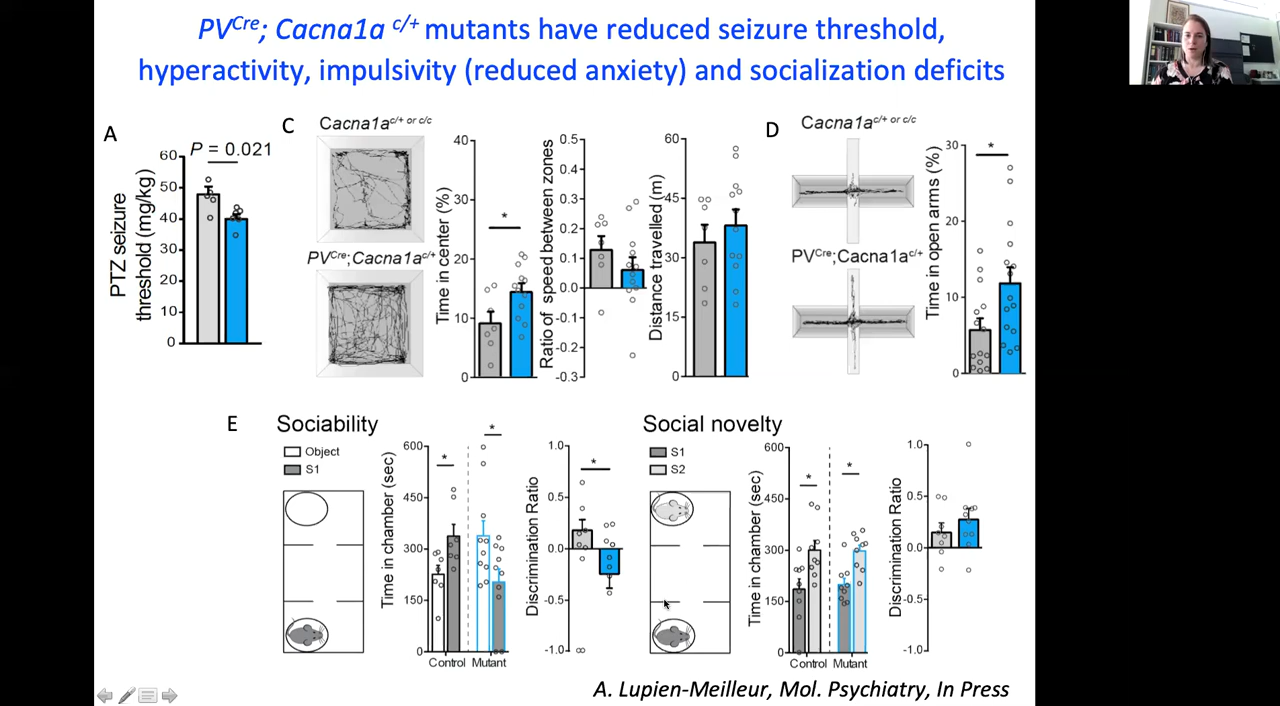 PV^Cre; Cacna1a ^c/+ mutants have reduced seizure threshold,
hyperactivity, impulsivity (reduced anxiety) and socialization deficits
A
P = 0.021
PTZ seizure
threshold (mg/kg)
60
50
40
30
20
10
0
C
Cacna1a^c/+ or c/c
PV^Cre;Cacna1a^c/+
Time in center (%)
40
30
20
10
0
*
Ratio of speed between zones
0.5
0.4
0.3
0.2
0.1
0.0
-0.1
-0.2
-0.3
Distance travelled (m)
60
45
30
15
0
D
Cacna1a^c/+ or c/c
PV^Cre;Cacna1a^c/+
Time in open arms (%)
30
20
10
0
*
E
Sociability
Object
S1
Time in chamber (sec)
600
450
300
150
0
*
*
Control
Mutant
Discrimination Ratio
1.0
0.5
0.0
-0.5
-1.0
*
Social novelty
S1
S2
Time in chamber (sec)
600
450
300
150
0
*
*
Control
Mutant
Discrimination Ratio
1.0
0.5
0.0
-0.5
-1.0
A. Lupien-Meilleur, Mol. Psychiatry, In Press